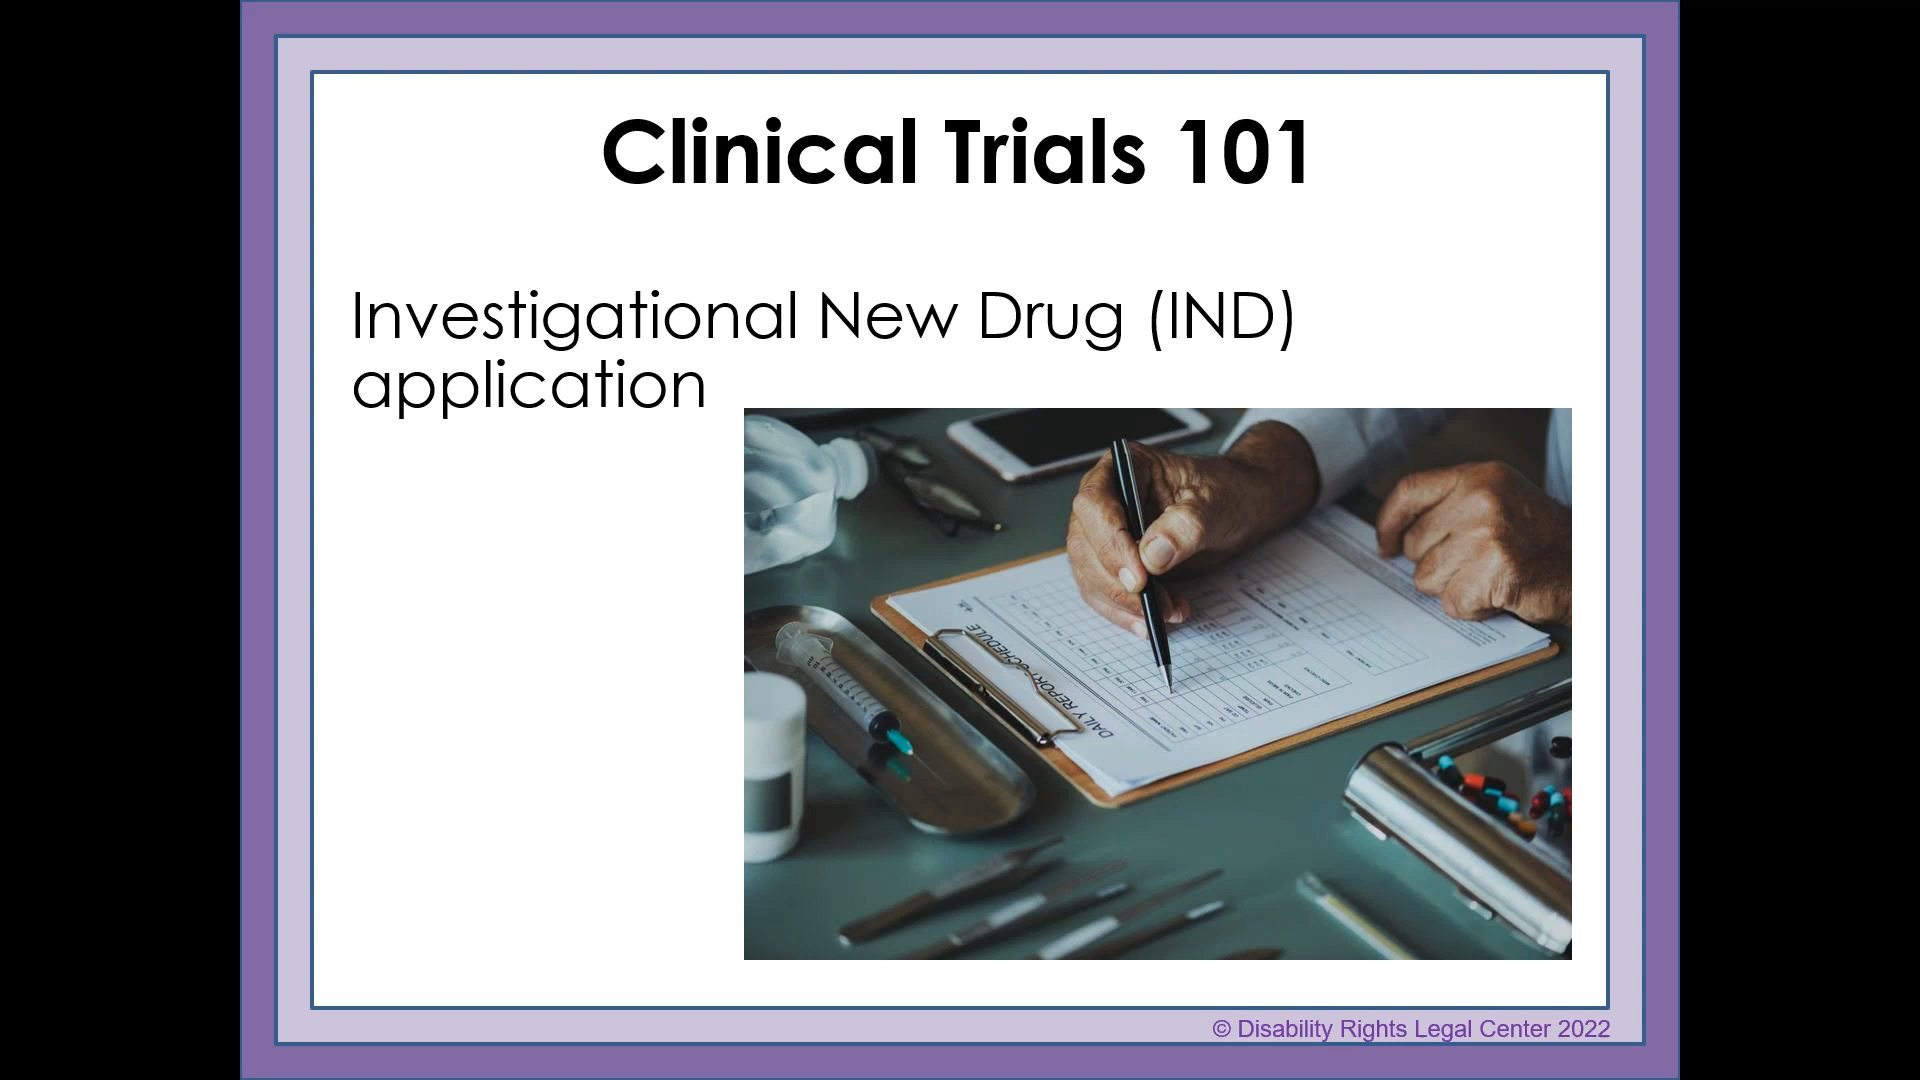 Clinical Trials 101
Investigational New Drug (IND)
application
DAILY REPORT SCHEDULE
© Disability Rights Legal Center 2022